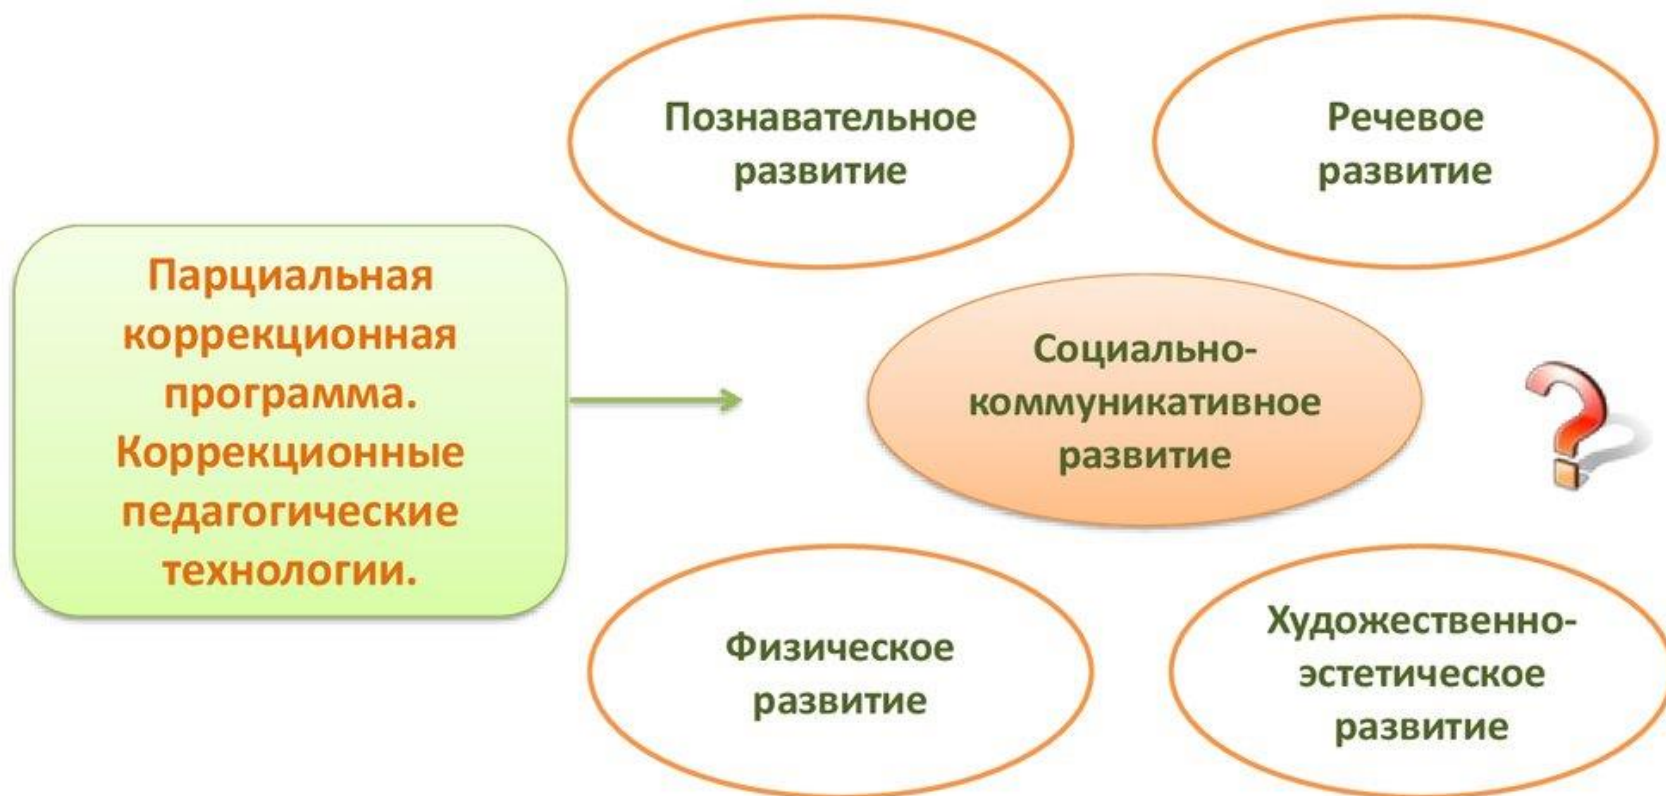 Познавательное
развитие
Речевое
развитие
Парциальная
коррекционная
программа.
Коррекционные
педагогические
технологии.
Социально-
коммуникативное
развитие
?
Физическое
развитие
Художественно-
эстетическое
развитие